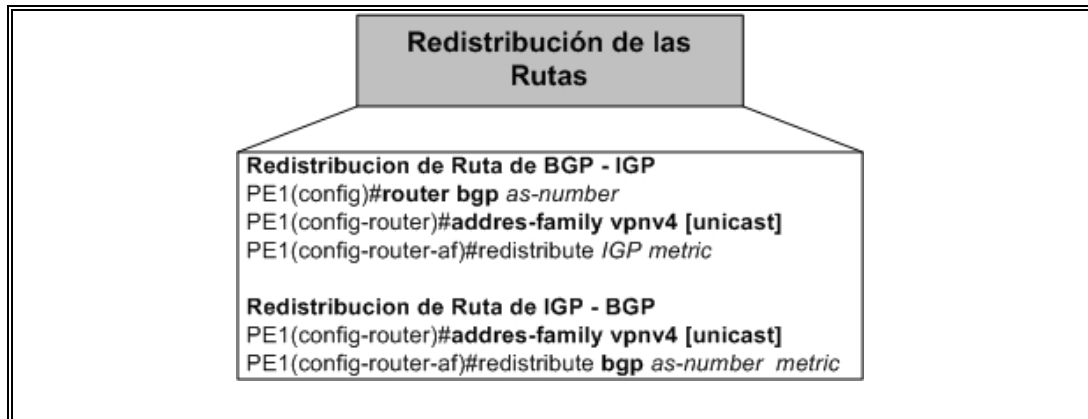 Redistribución de las
Rutas
Redistribucion de Ruta de BGP - IGP
PE1(config)#router bgp as-number
PE1(config-router)#addres-family vpnv4 [unicast]
PE1(config-router-af)#redistribute IGP metric
Redistribucion de Ruta de IGP - BGP
PE1(config-router)#addres-family vpnv4 [unicast]
PE1(config-router-af)#redistribute bgp as-number metric